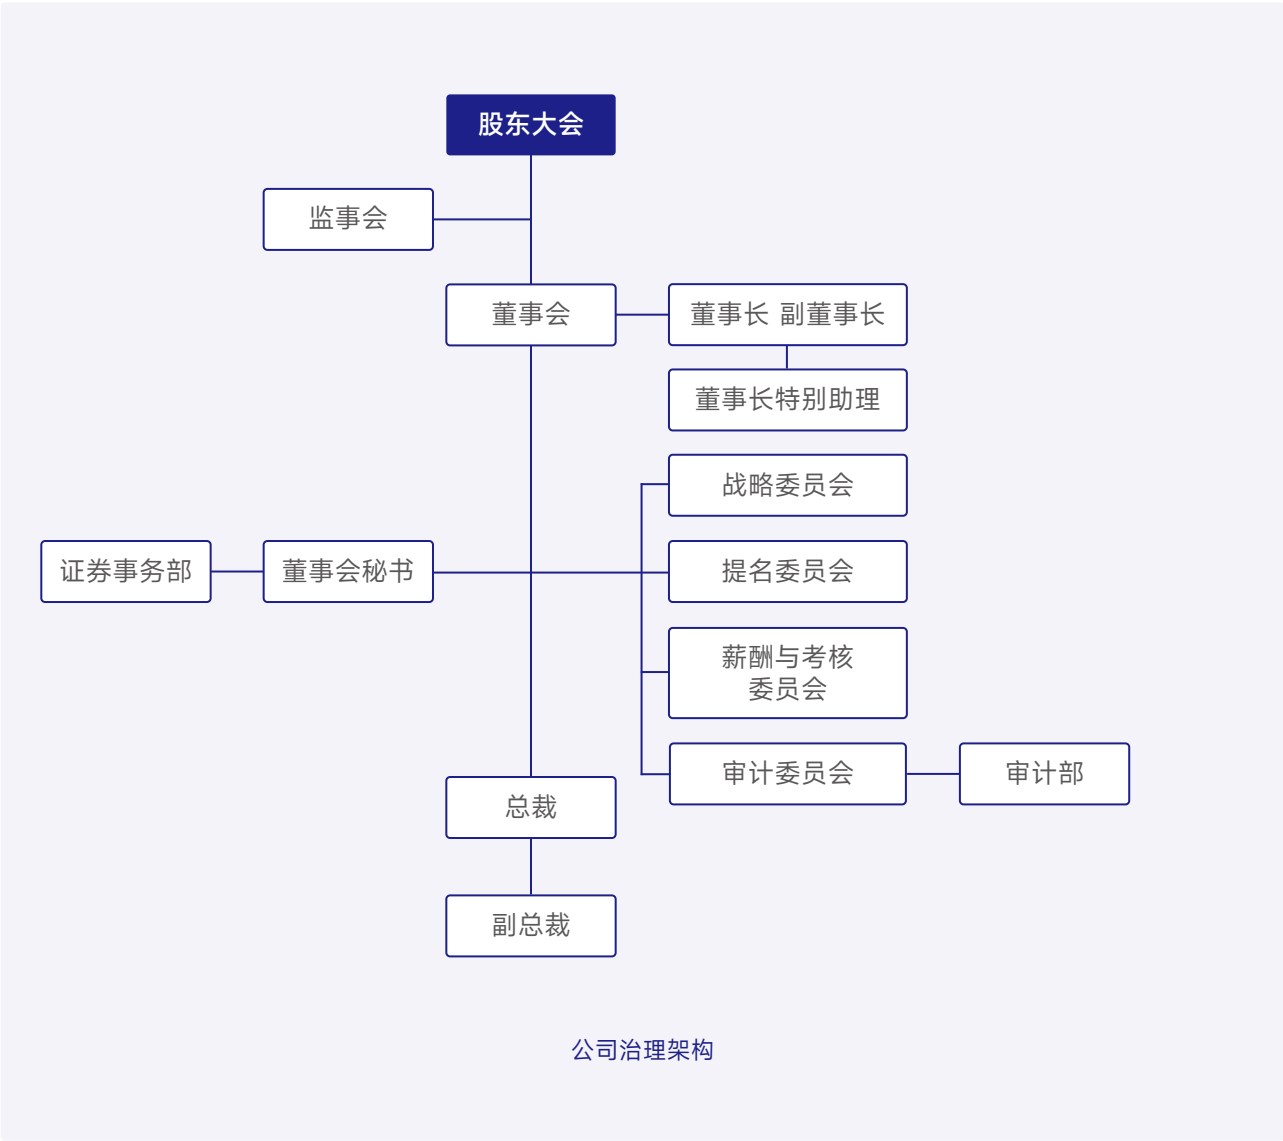 股东大会
监事会
董事会
董事长 副董事长
董事长特别助理
战略委员会
证券事务部
董事会秘书
提名委员会
薪酬与考核
委员会
审计委员会
审计部
总裁
副总裁
公司治理架构